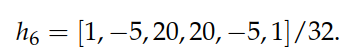 h₆ = [1, −5, 20, 20, −5, 1]/32.